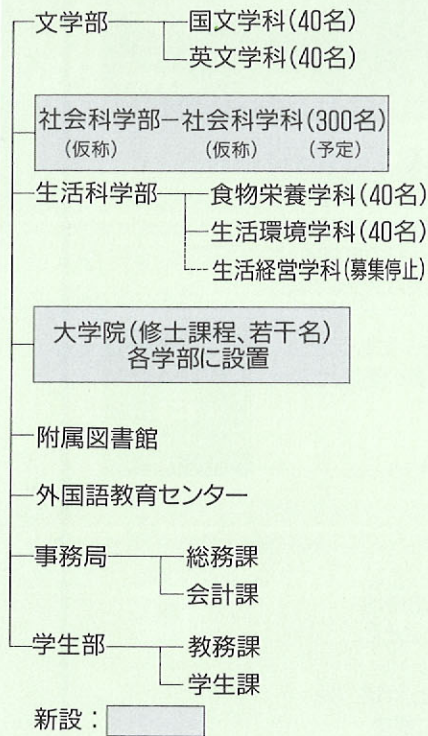 文学部 国文学科(40名)
英文学科(40名)
社会科学部－社会科学科(300名)
(仮称) (仮称) (予定)
生活科学部 食物栄養学科(40名)
生活環境学科(40名)
生活経営学科(募集停止)
大学院(修士課程、若干名)
各学部に設置
附属図書館
外国語教育センター
事務局 総務課
会計課
学生部 教務課
学生課
新設：